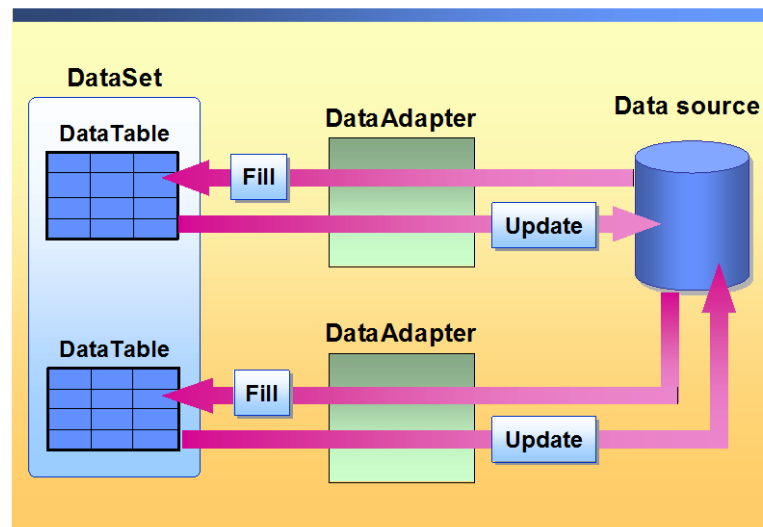 DataSet
DataTable
DataAdapter
Data source
Fill
Update
DataTable
DataAdapter
Fill
Update